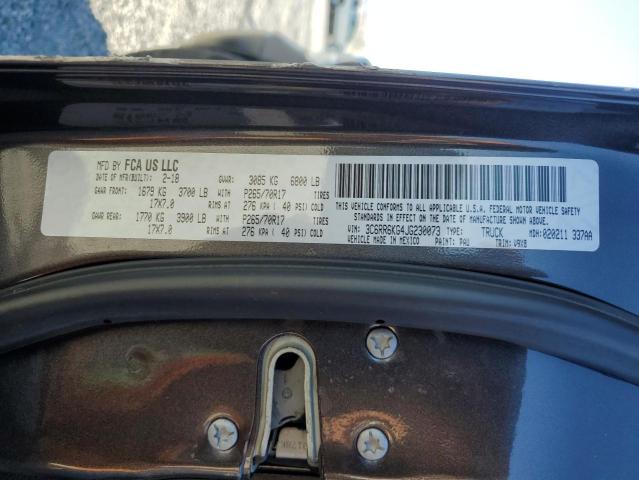 MFD BY FCA US LLC
DATE OF MFR(BUILT): 2-18 GVWR: 3085 KG 6800 LB
GAWR FRONT: 1679 KG 3700 LB WITH P265/70R17 TIRES
17X7.0 RIMS AT 276 KPA ( 40 PSI) COLD
GAWR REAR: 1770 KG 3900 LB WITH P265/70R17 TIRES
17X7.0 RIMS AT 276 KPA ( 40 PSI) COLD
THIS VEHICLE CONFORMS TO ALL APPLICABLE U.S.A. FEDERAL MOTOR VEHICLE SAFETY
STANDARDS IN EFFECT ON THE DATE OF MANUFACTURE SHOWN ABOVE.
VIN: 3C6RR6KG4JG230073 TYPE: TRUCK MDH: 020211 337AA
VEHICLE MADE IN MEXICO PAINT: PAU TRIM: V9X8